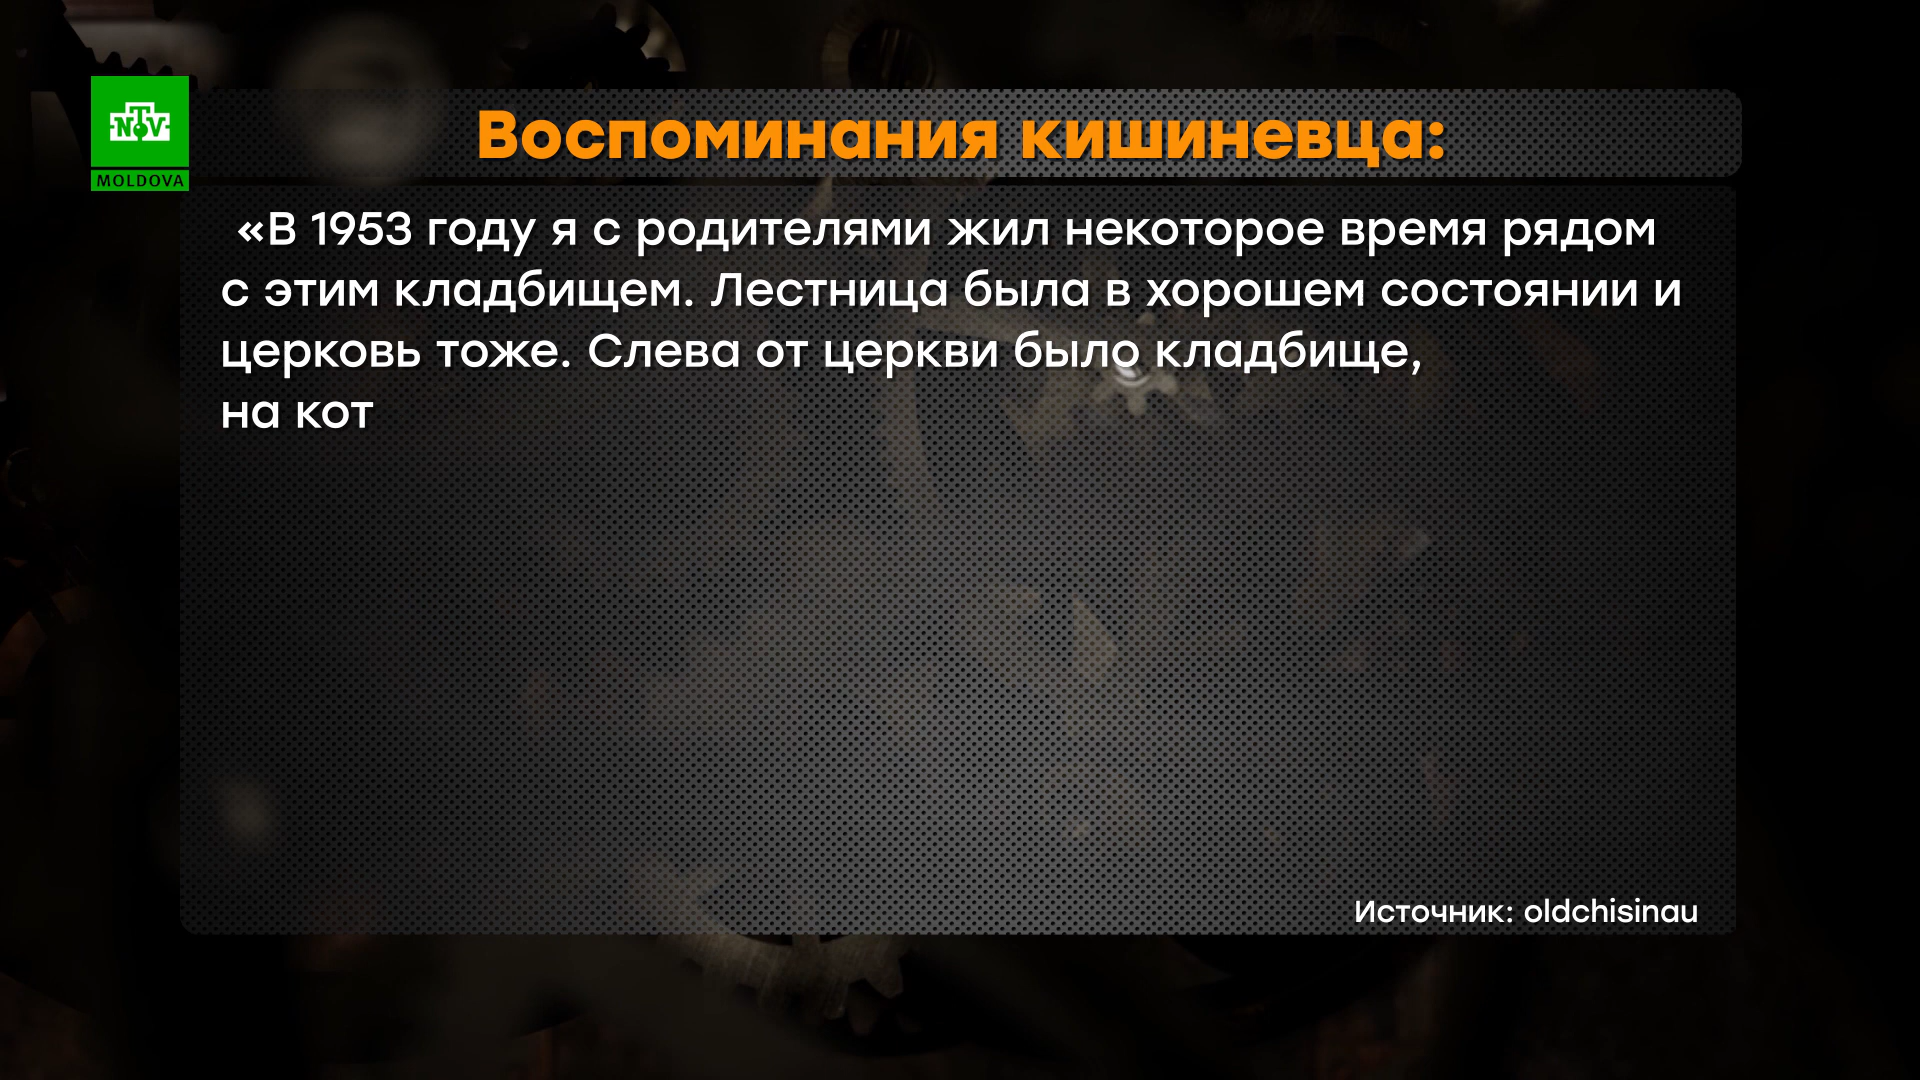 NTV
MOLDOVA
Воспоминания кишиневца:
«В 1953 году я с родителями жил некоторое время рядом
с этим кладбищем. Лестница была в хорошем состоянии и
церковь тоже. Слева от церкви было кладбище,
на кот
Источник: oldchisinau